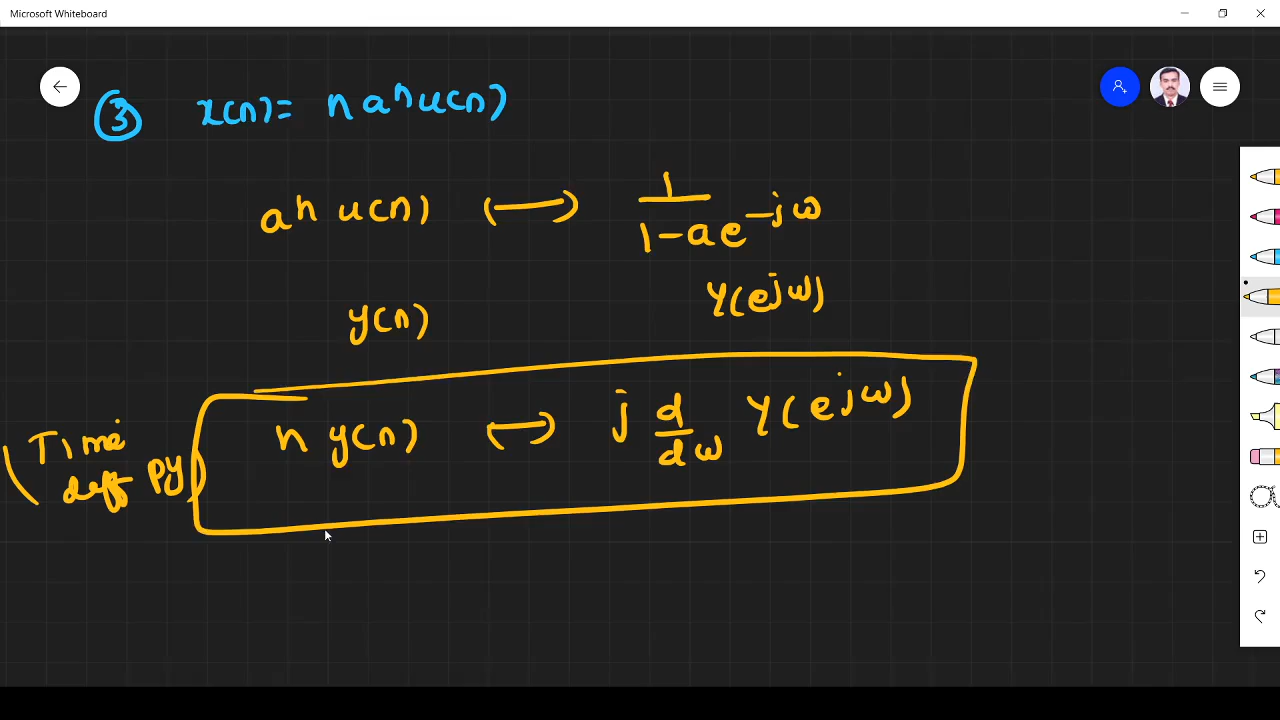 Microsoft Whiteboard
③ x(n)= n aⁿ u(n)
aⁿ u(n) ⟷ 1/(1-ae^-jω)
y(n) Y(e^jω)
(Time diff py) n y(n) ⟷ j d/dω Y(e^jω)